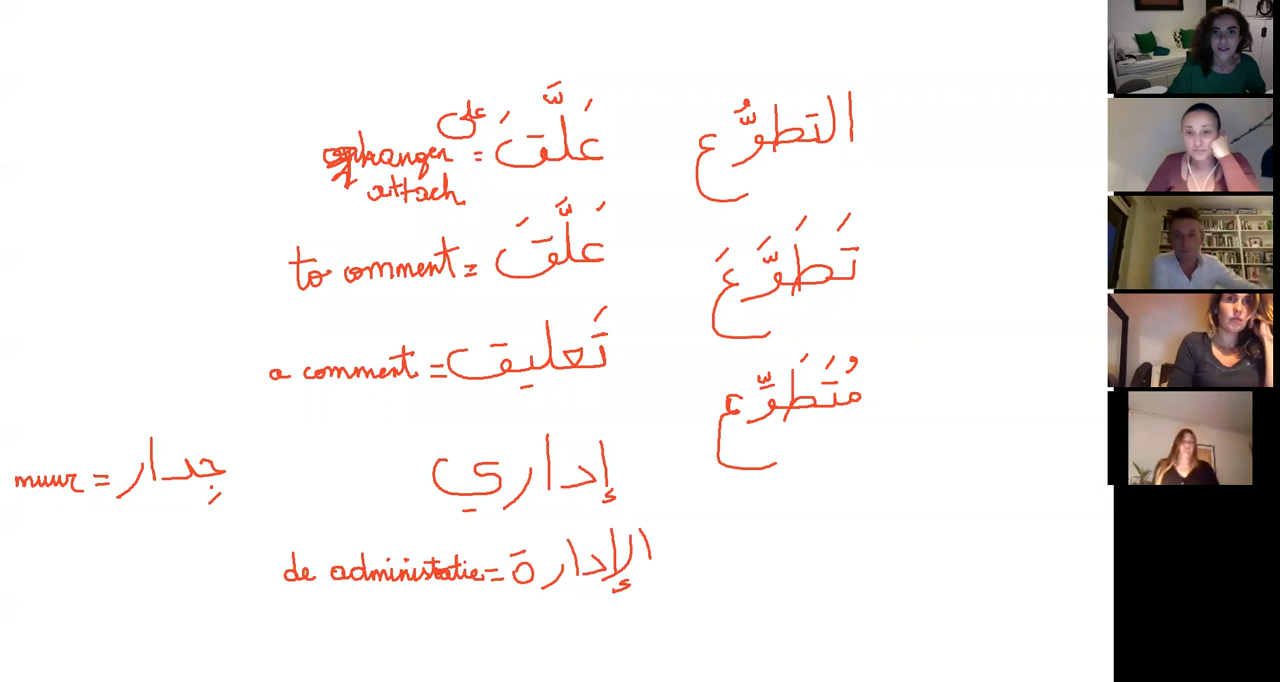 التطوُّع
تَطَوَّعَ
مُتَطَوِّع
على
عَلَّقَ = ophangen
attach
عَلَّقَ = to comment
تَعليق = a comment
إداري
جِدار = muur
الإدارة = de administratie